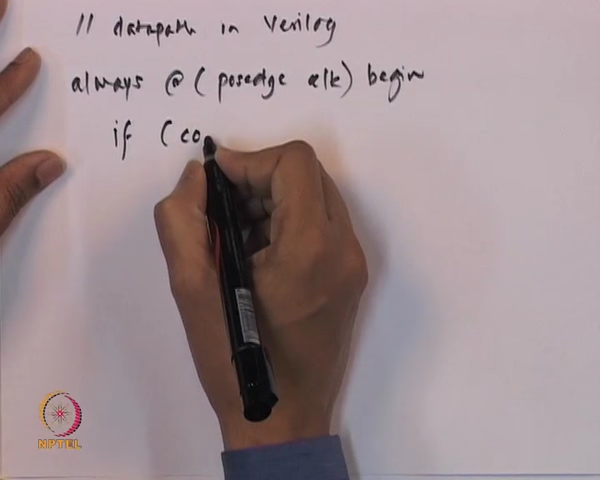 // datapath in Verilog
always @ ( posedge clk) begin
if (co
NPTEL